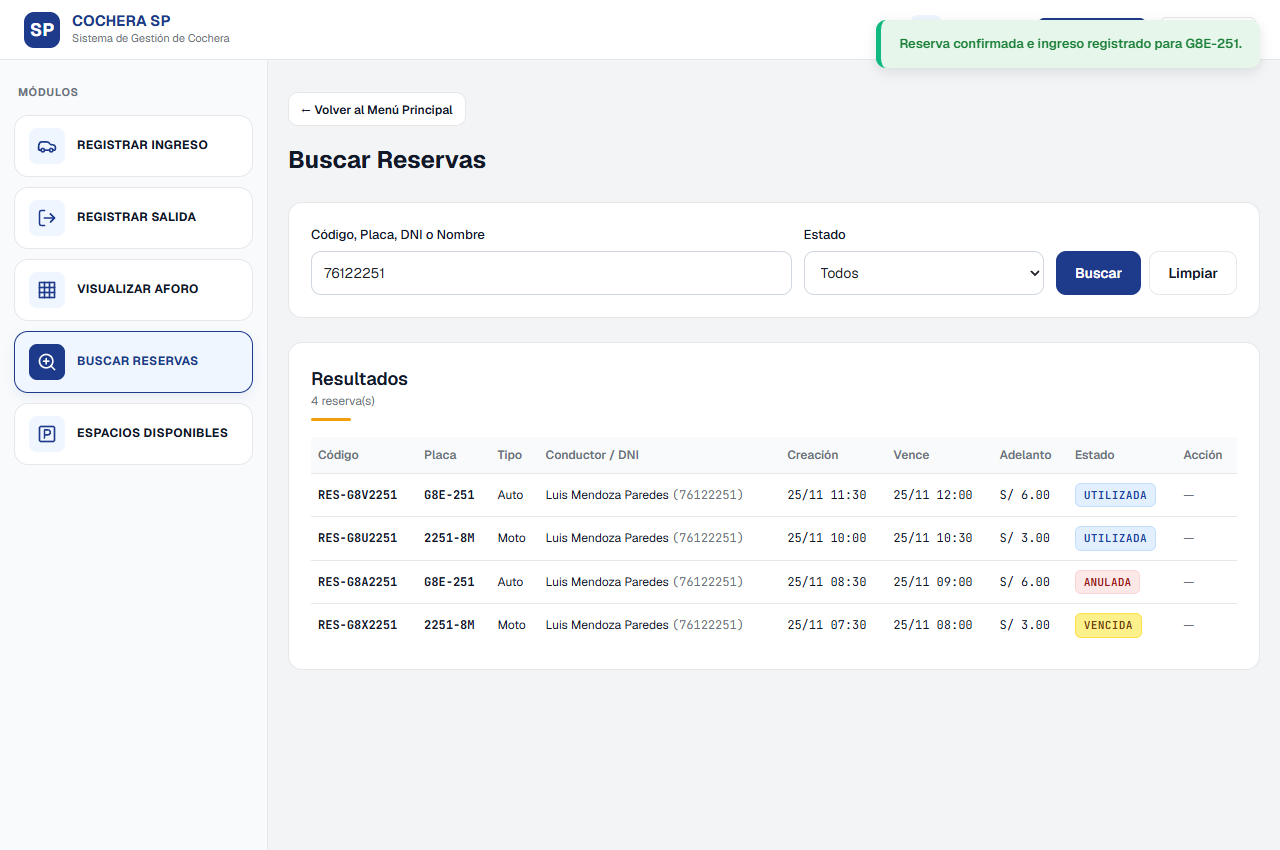 SP
COCHERA SP
Sistema de Gestión de Cochera
Reserva confirmada e ingreso registrado para G8E-251.
MÓDULOS
REGISTRAR INGRESO
REGISTRAR SALIDA
VISUALIZAR AFORO
BUSCAR RESERVAS
ESPACIOS DISPONIBLES
← Volver al Menú Principal
Buscar Reservas
Código, Placa, DNI o Nombre
Estado
76122251
Todos
Buscar
Limpiar
Resultados
4 reserva(s)
Código Placa Tipo Conductor / DNI Creación Vence Adelanto Estado Acción
RES-G8V2251 G8E-251 Auto Luis Mendoza Paredes (76122251) 25/11 11:30 25/11 12:00 S/ 6.00 UTILIZADA —
RES-G8U2251 2251-8M Moto Luis Mendoza Paredes (76122251) 25/11 10:00 25/11 10:30 S/ 3.00 UTILIZADA —
RES-G8A2251 G8E-251 Auto Luis Mendoza Paredes (76122251) 25/11 08:30 25/11 09:00 S/ 6.00 ANULADA —
RES-G8X2251 2251-8M Moto Luis Mendoza Paredes (76122251) 25/11 07:30 25/11 08:00 S/ 3.00 VENCIDA —